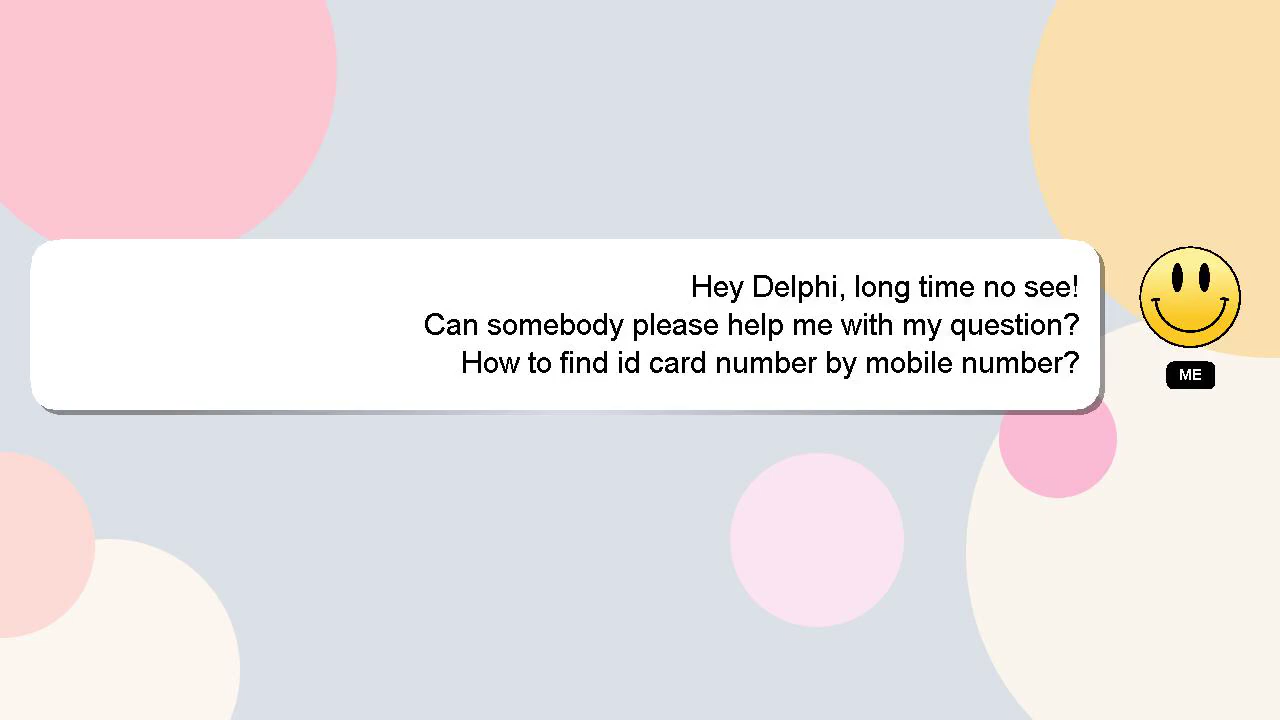 Hey Delphi, long time no see!
Can somebody please help me with my question?
How to find id card number by mobile number?
ME